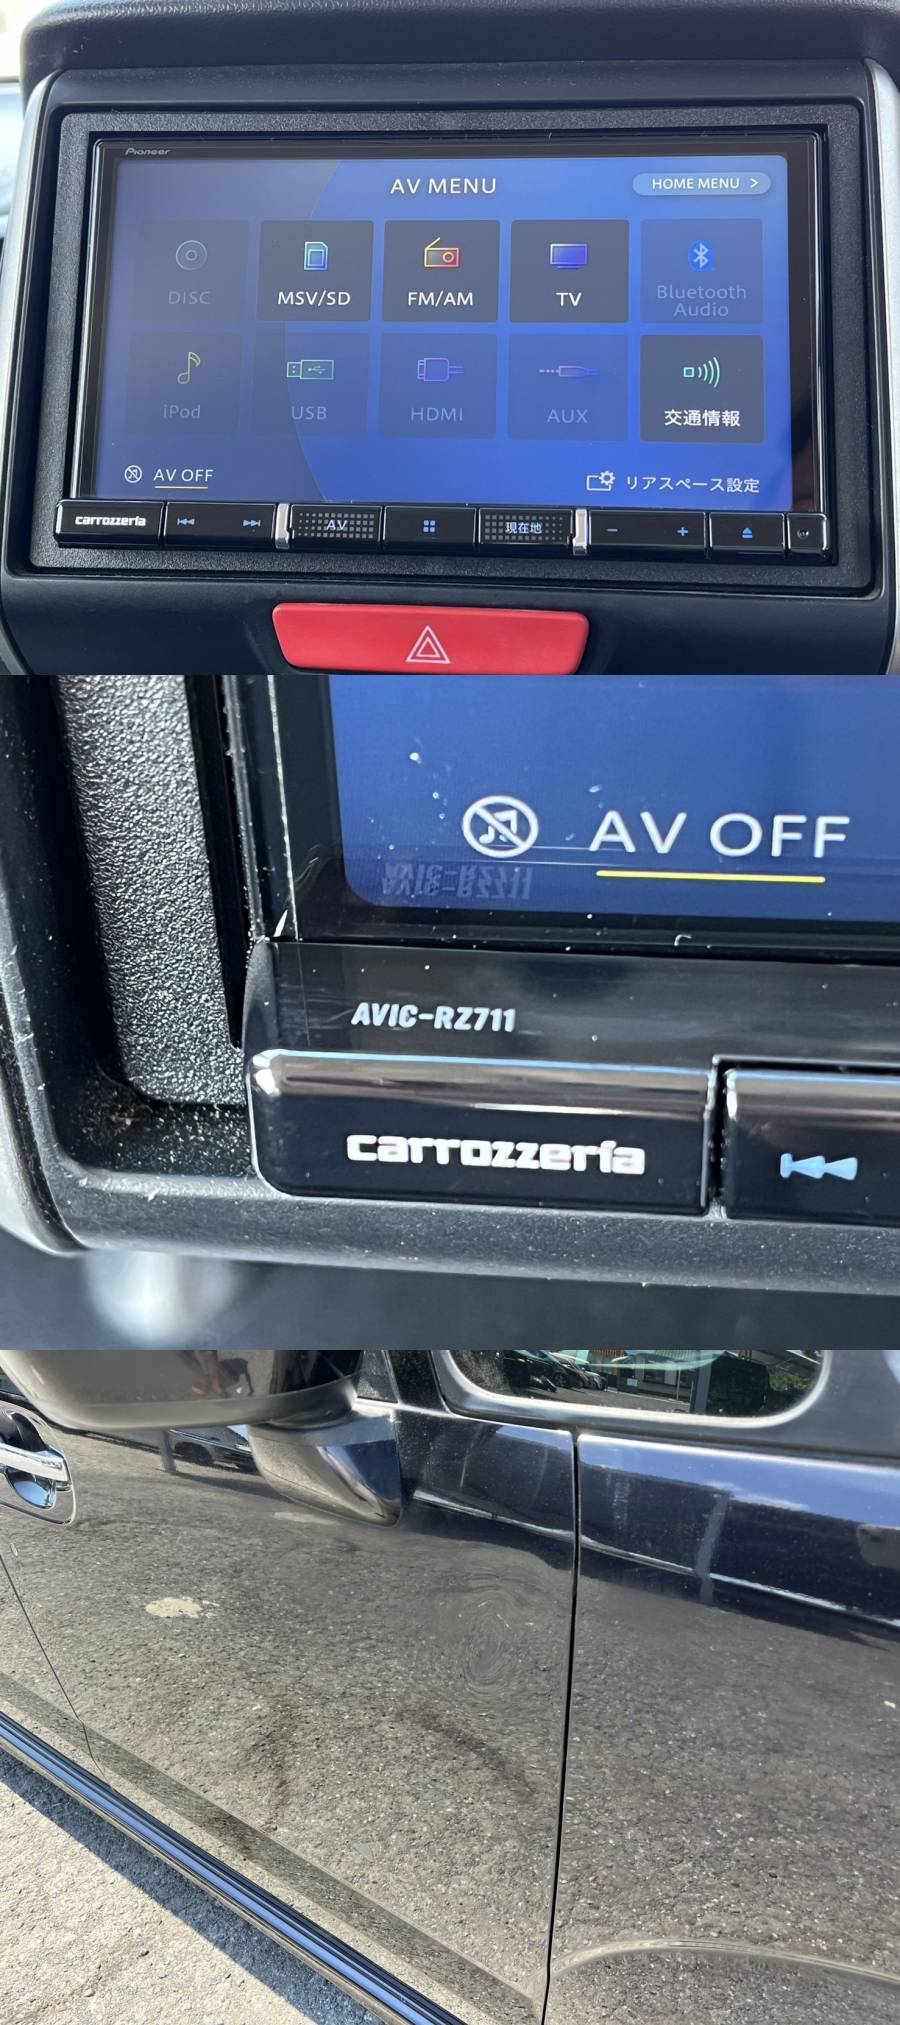 Pioneer
AV MENU
HOME MENU >
DISC
MSV/SD
FM/AM
TV
Bluetooth
Audio
iPod
USB
HDMI
AUX
交通情報
AV OFF
リアスペース設定
carrozzeria
AV
現在地
− +
AV OFF
AVIC-RZ711
carrozzeria